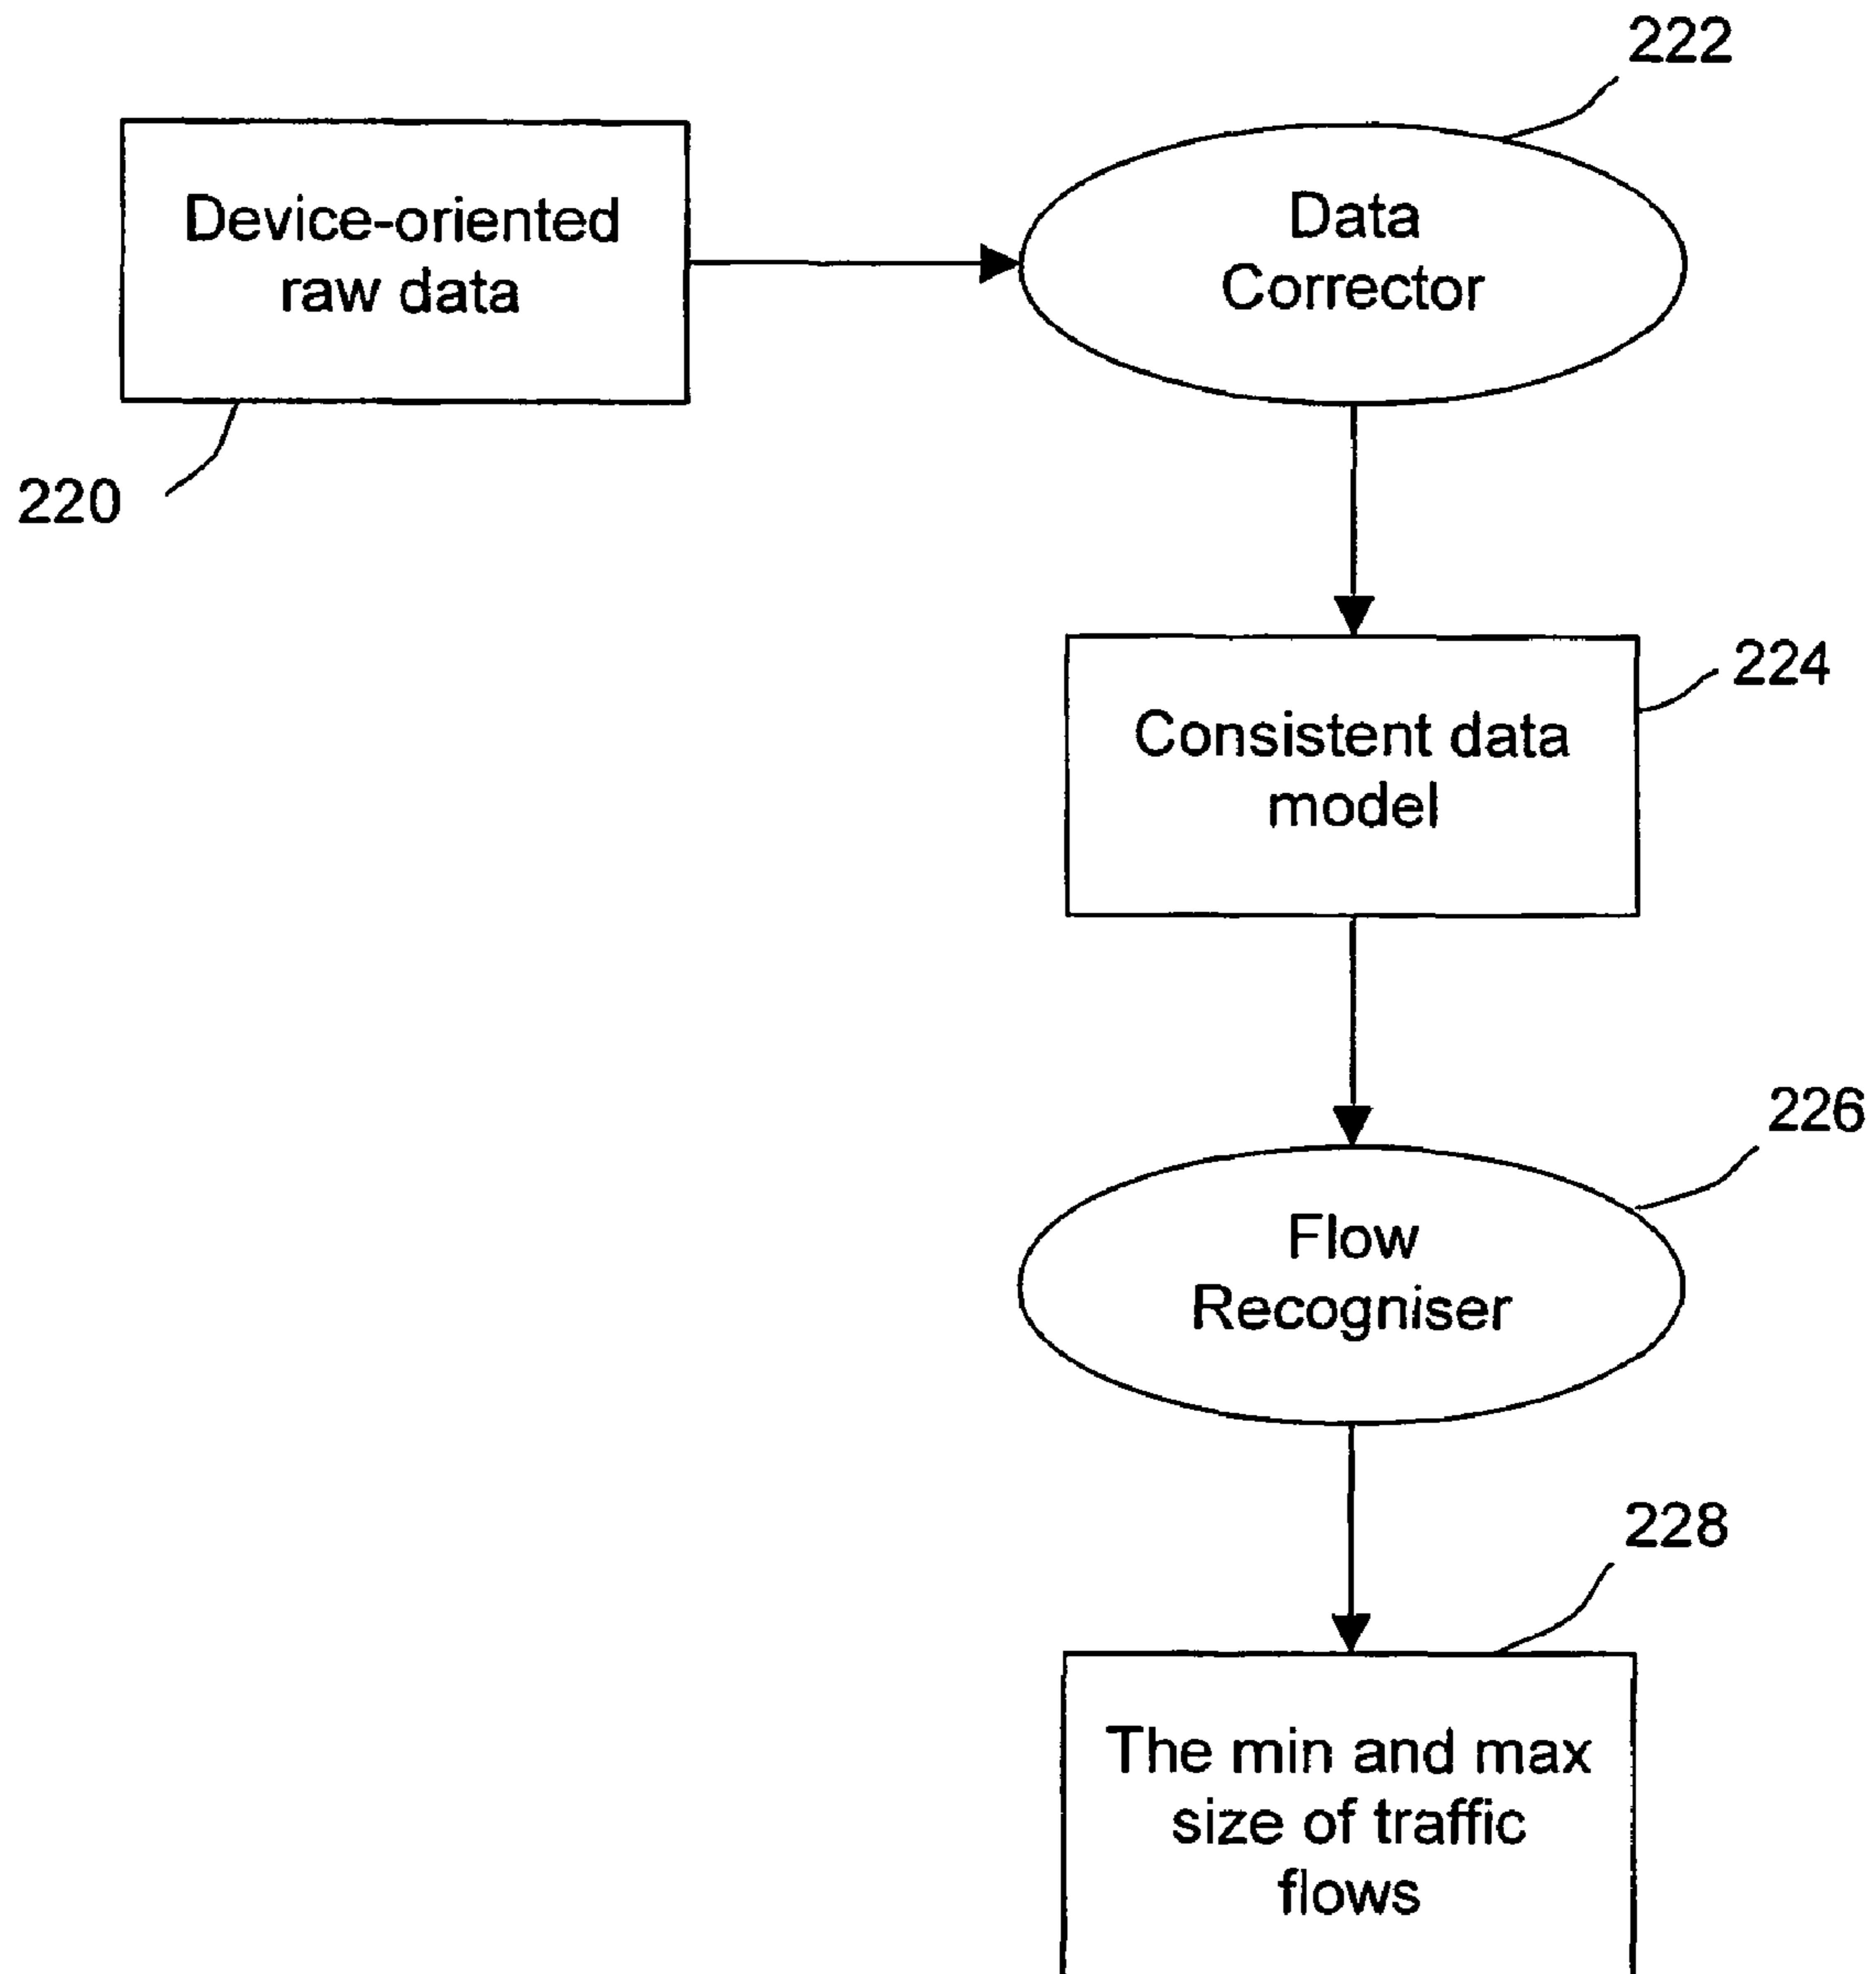 222
Device-oriented
raw data
Data
Corrector
220
224
Consistent data
model
226
Flow
Recogniser
228
The min and max
size of traffic
flows